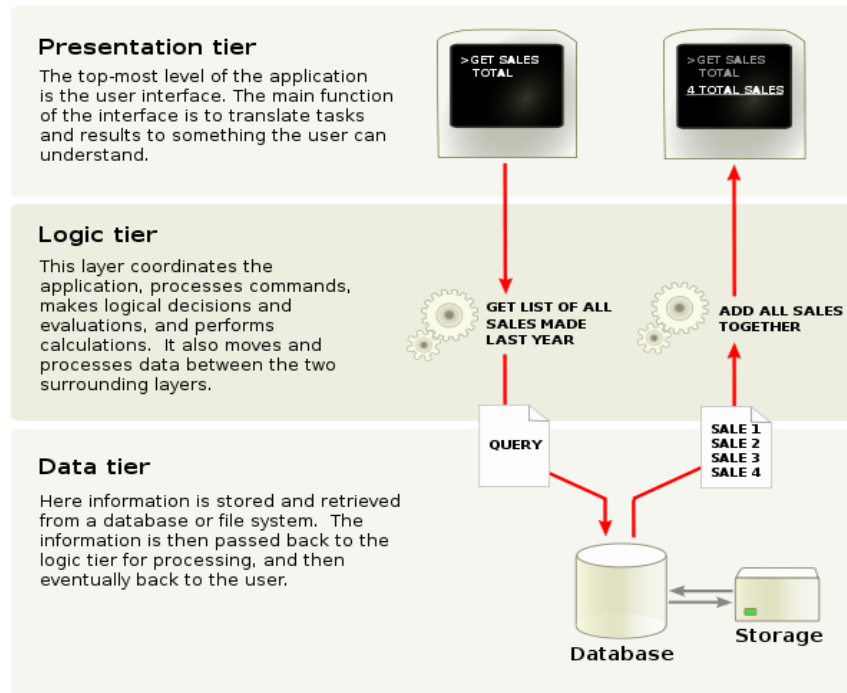 Presentation tier
The top-most level of the application
is the user interface. The main function
of the interface is to translate tasks
and results to something the user can
understand.
>GET SALES
TOTAL
>GET SALES
TOTAL
4 TOTAL SALES
Logic tier
This layer coordinates the
application, processes commands,
makes logical decisions and
evaluations, and performs
calculations.  It also moves and
processes data between the two
surrounding layers.
GET LIST OF ALL
SALES MADE
LAST YEAR
ADD ALL SALES
TOGETHER
QUERY
SALE 1
SALE 2
SALE 3
SALE 4
Data tier
Here information is stored and retrieved
from a database or file system.  The
information is then passed back to the
logic tier for processing, and then
eventually back to the user.
Database
Storage